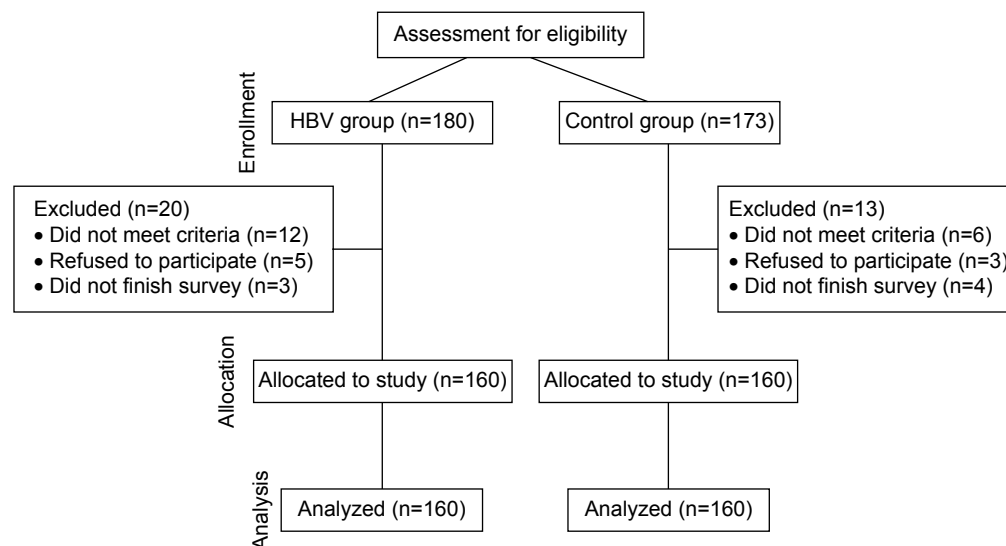 Assessment for eligibility
Enrollment
HBV group (n=180)
Control group (n=173)
Excluded (n=20)
• Did not meet criteria (n=12)
• Refused to participate (n=5)
• Did not finish survey (n=3)
Excluded (n=13)
• Did not meet criteria (n=6)
• Refused to participate (n=3)
• Did not finish survey (n=4)
Allocation
Allocated to study (n=160)
Allocated to study (n=160)
Analysis
Analyzed (n=160)
Analyzed (n=160)